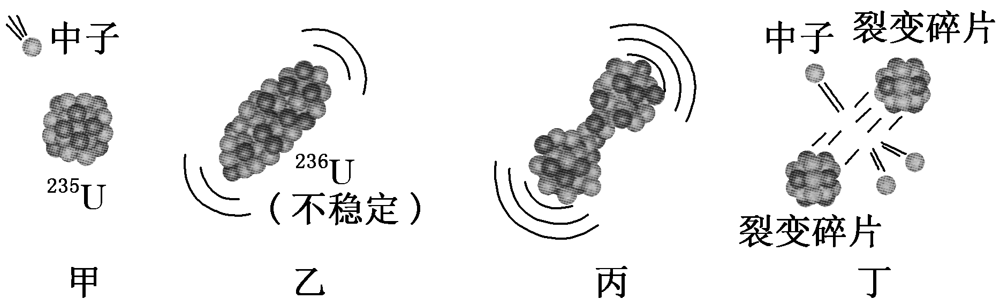 中子
²³⁵U
甲
²³⁶U
（不稳定）
乙
丙
中子
裂变碎片
裂变碎片
丁